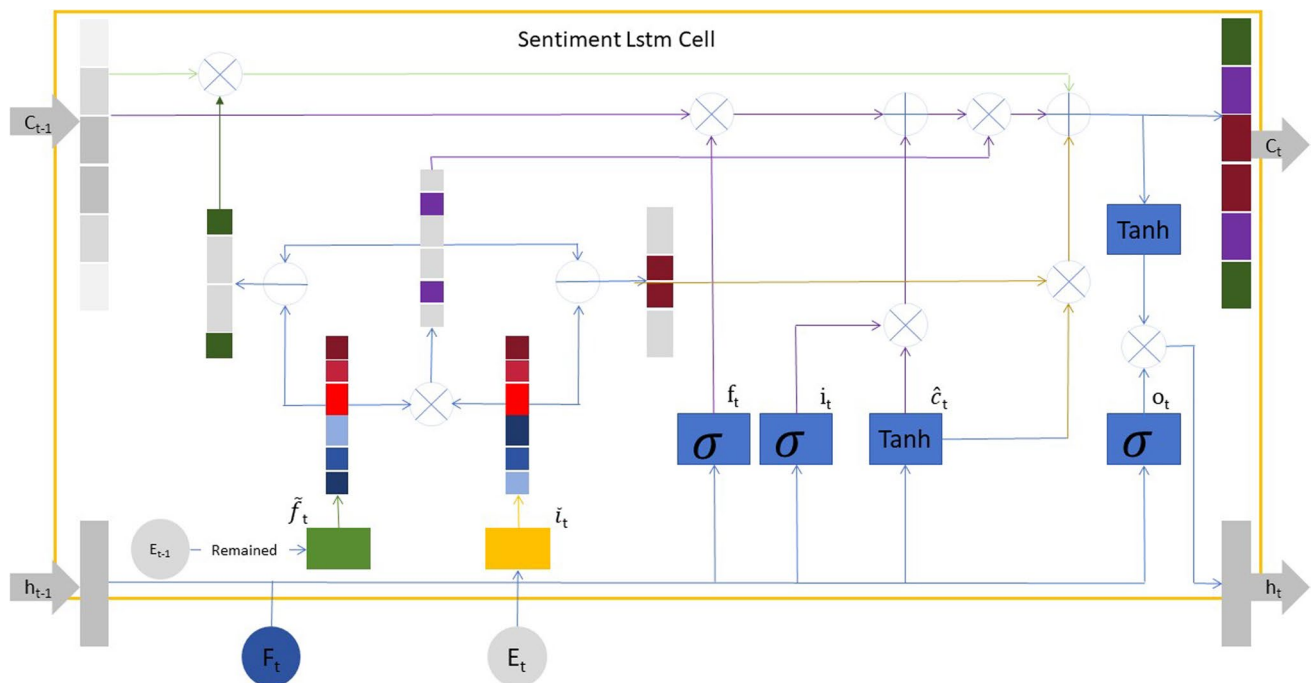 Sentiment Lstm Cell
C_{t-1}
C_t
Tanh
f_t
i_t
ĉ_t
o_t
σ
σ
Tanh
σ
f̃_t
ǐ_t
E_{t-1}
Remained
h_{t-1}
h_t
F_t
E_t